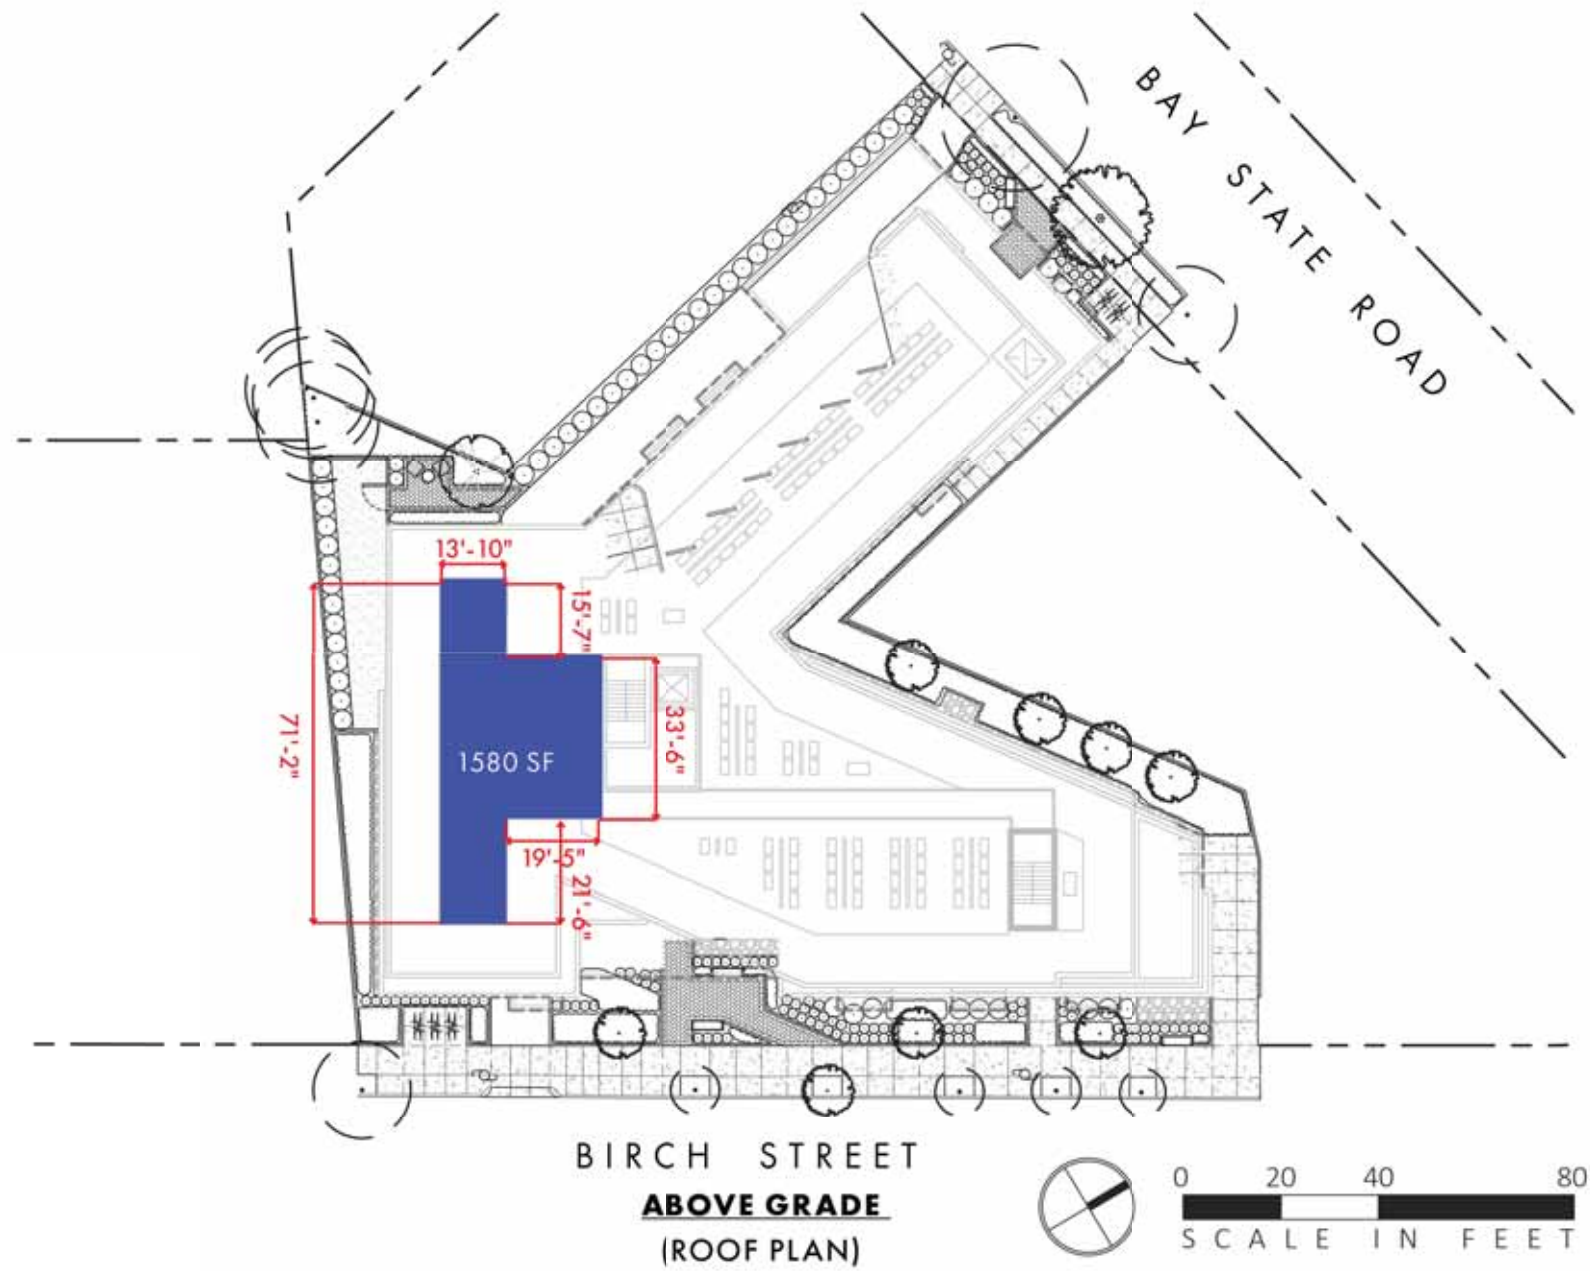 BAY STATE ROAD
13'-10"
15'-7"
71'-2"
33'-6"
1580 SF
19'-5"
21'-6"
BIRCH STREET
ABOVE GRADE
(ROOF PLAN)
0 20 40 80
SCALE IN FEET